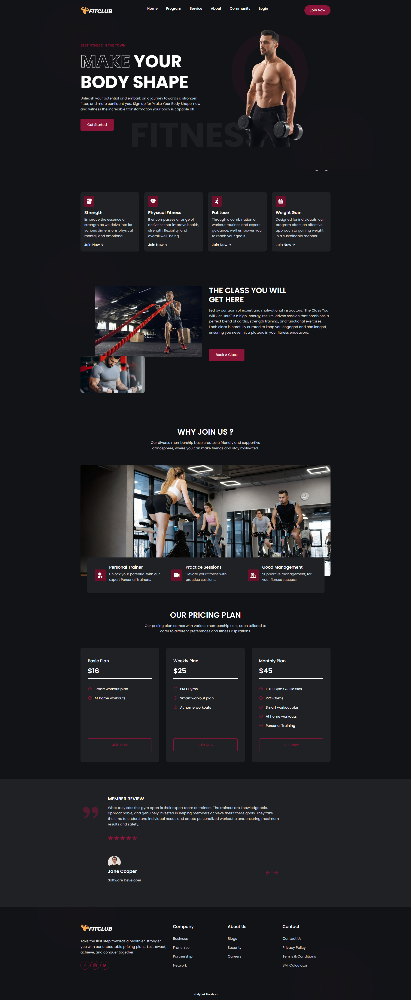 FITCLUB
Home Program Service About Community Login
Join Now
BEST FITNESS IN THE TOWN
MAKE YOUR
BODY SHAPE
Unleash your potential and embark on a journey towards a stronger,
fitter, and more confident you. Sign up for 'Make Your Body Shape' now
and witness the incredible transformation your body is capable of!
Get Started
FITNESS
Strength
Embrace the essence of
strength as we delve into its
various dimensions physical,
mental, and emotional.
Join Now →
Physical Fitness
It encompasses a range of
activities that improve health,
strength, flexibility, and
overall well-being.
Join Now →
Fat Lose
Through a combination of
workout routines and expert
guidance, we'll empower you
to reach your goals.
Join Now →
Weight Gain
Designed for individuals, our
program offers an effective
approach to gaining weight
in a sustainable manner.
Join Now →
THE CLASS YOU WILL
GET HERE
Led by our team of expert and motivational instructors, "The Class You
Will Get Here" is a high-energy, results-driven session that combines a
perfect blend of cardio, strength training, and functional exercises.
Each class is carefully curated to keep you engaged and challenged,
ensuring you never hit a plateau in your fitness endeavors.
Book A Class
WHY JOIN US ?
Our diverse membership base creates a friendly and supportive
atmosphere, where you can make friends and stay motivated.
Personal Trainer
Unlock your potential with our
expert Personal Trainers.
Practice Sessions
Elevate your fitness with
practice sessions.
Good Management
Supportive management, for
your fitness success.
OUR PRICING PLAN
Our pricing plan comes with various membership tiers, each tailored to
cater to different preferences and fitness aspirations.
Basic Plan
$16
Smart workout plan
At home workouts
Join Now
Weekly Plan
$25
PRO Gyms
Smart workout plan
At home workouts
Join Now
Monthly Plan
$45
ELITE Gyms & Classes
PRO Gyms
Smart workout plan
At home workouts
Personal Training
Join Now
MEMBER REVIEW
What truly sets this gym apart is their expert team of trainers. The trainers are knowledgeable,
approachable, and genuinely invested in helping members achieve their fitness goals. They take
the time to understand individual needs and create personalized workout plans, ensuring maximum
results and safety.
Jane Cooper
Software Developer
FITCLUB
Take the first step towards a healthier, stronger
you with our unbeatable pricing plans. Let's sweat,
achieve, and conquer together!
Company
Business
Franchise
Partnership
Network
About Us
Blogs
Security
Careers
Contact
Contact Us
Privacy Policy
Terms & Conditions
BMI Calculator
Nurlybek Nurzhan